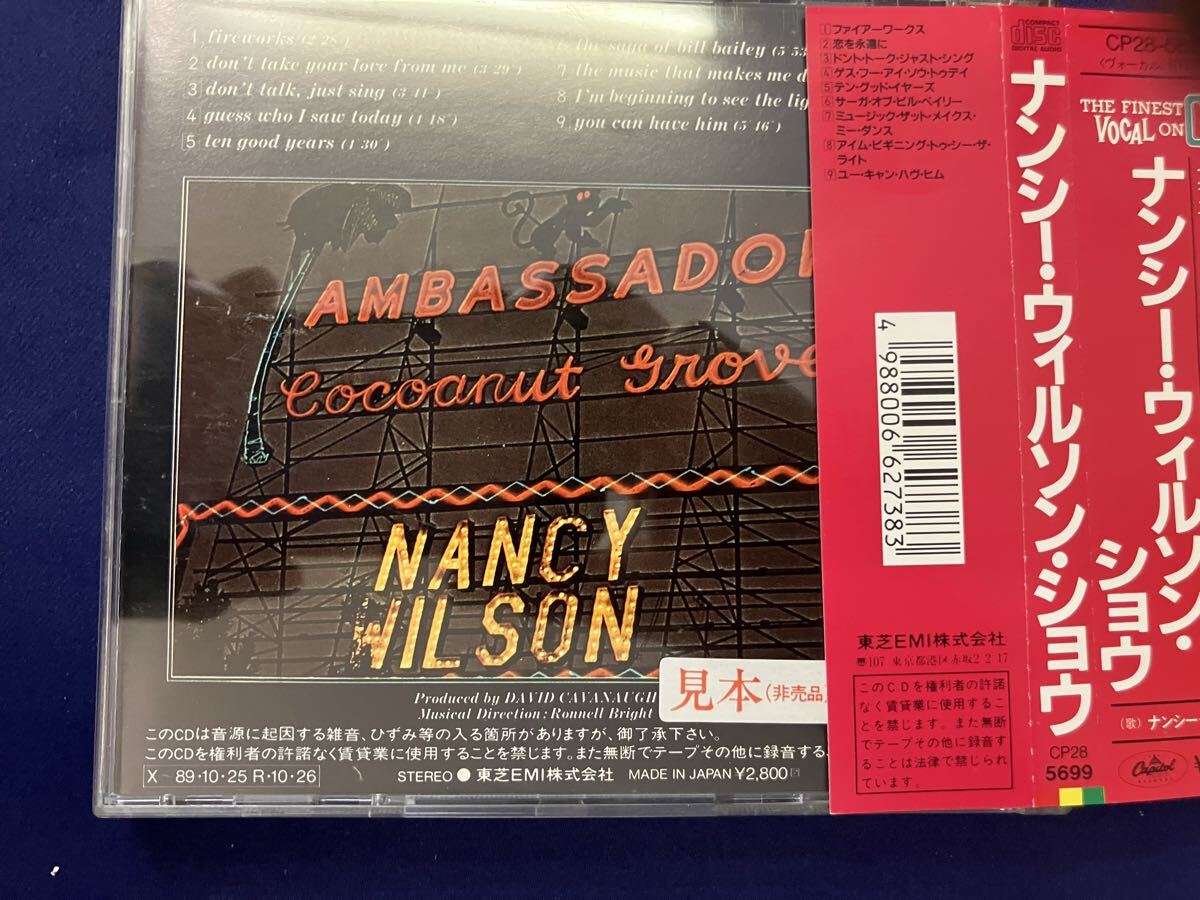 1 fireworks
2 don't take your love from me (3'29")
3 don't talk, just sing (3'41")
4 guess who I saw today (4'18")
5 ten good years (4'30")
6 the saga of bill bailey (5'53
7 the music that makes me d
8 I'm beginning to see the lig
9 you can have him (5'16")
AMBASSADOR
Cocoanut Grove
NANCY
WILSON
見本(非売品)
Produced by DAVID CAVANAUGH
Musical Direction : Ronnell Bright
このCDは音源に起因する雑音、ひずみ等の入る箇所がありますが、御了承下さい。
このCDを権利者の許諾なく賃貸業に使用することを禁じます。また無断でテープその他に録音する、
X-89·10·25 R·10·26
STEREO ● 東芝EMI株式会社 MADE IN JAPAN ¥2,800
1 ファイアーワークス
2 恋を永遠に
3 ドント・トーク・ジャスト・シング
4 ゲス・フー・アイ・ソウ・トゥデイ
5 テン・グッド・イヤーズ
6 サーガ・オブ・ビル・ベイリー
7 ミュージック・ザット・メイクス・
ミー・ダンス
8 アイム・ビギニング・トゥ・シー・ザ・
ライト
9 ユー・キャン・ハヴ・ヒム
4 988006 627383
東芝EMI株式会社
〒107 東京都港区赤坂2-2-17
このCDを権利者の許諾
なく賃貸業に使用するこ
とを禁じます。また無断
でテープその他に録音す
ることは法律で禁じられ
ています。
COMPACT
disc
DIGITAL AUDIO
ナンシー・ウィルソン・ショウ
CP28
5699
CP28-5
THE FINEST
VOCAL ON
ナンシー・ウィルソン・
ショウ
(歌) ナンシー
Capitol
RECORDS